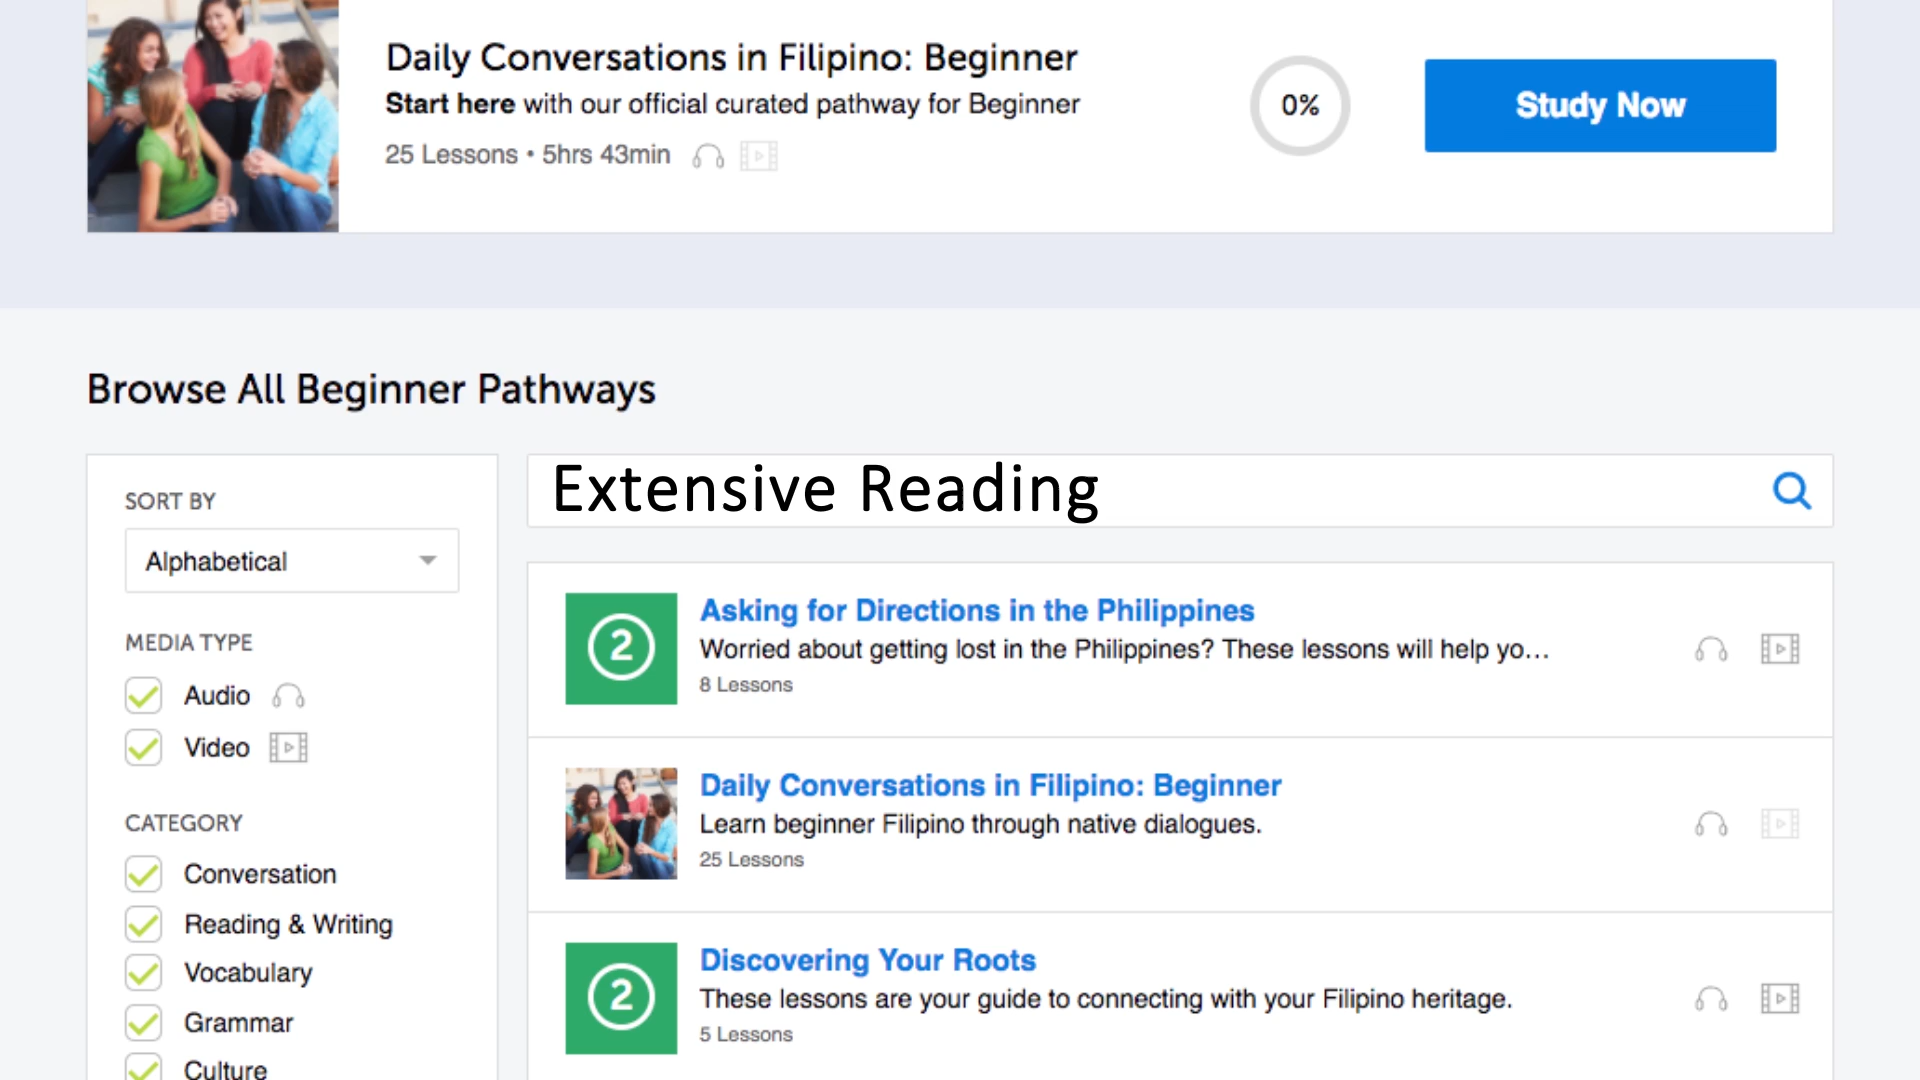 Daily Conversations in Filipino: Beginner
Start here with our official curated pathway for Beginner
25 Lessons • 5hrs 43min
0%
Study Now
Browse All Beginner Pathways
SORT BY
Alphabetical
MEDIA TYPE
Audio
Video
CATEGORY
Conversation
Reading & Writing
Vocabulary
Grammar
Culture
Extensive Reading
2
Asking for Directions in the Philippines
Worried about getting lost in the Philippines? These lessons will help yo...
8 Lessons
Daily Conversations in Filipino: Beginner
Learn beginner Filipino through native dialogues.
25 Lessons
2
Discovering Your Roots
These lessons are your guide to connecting with your Filipino heritage.
5 Lessons